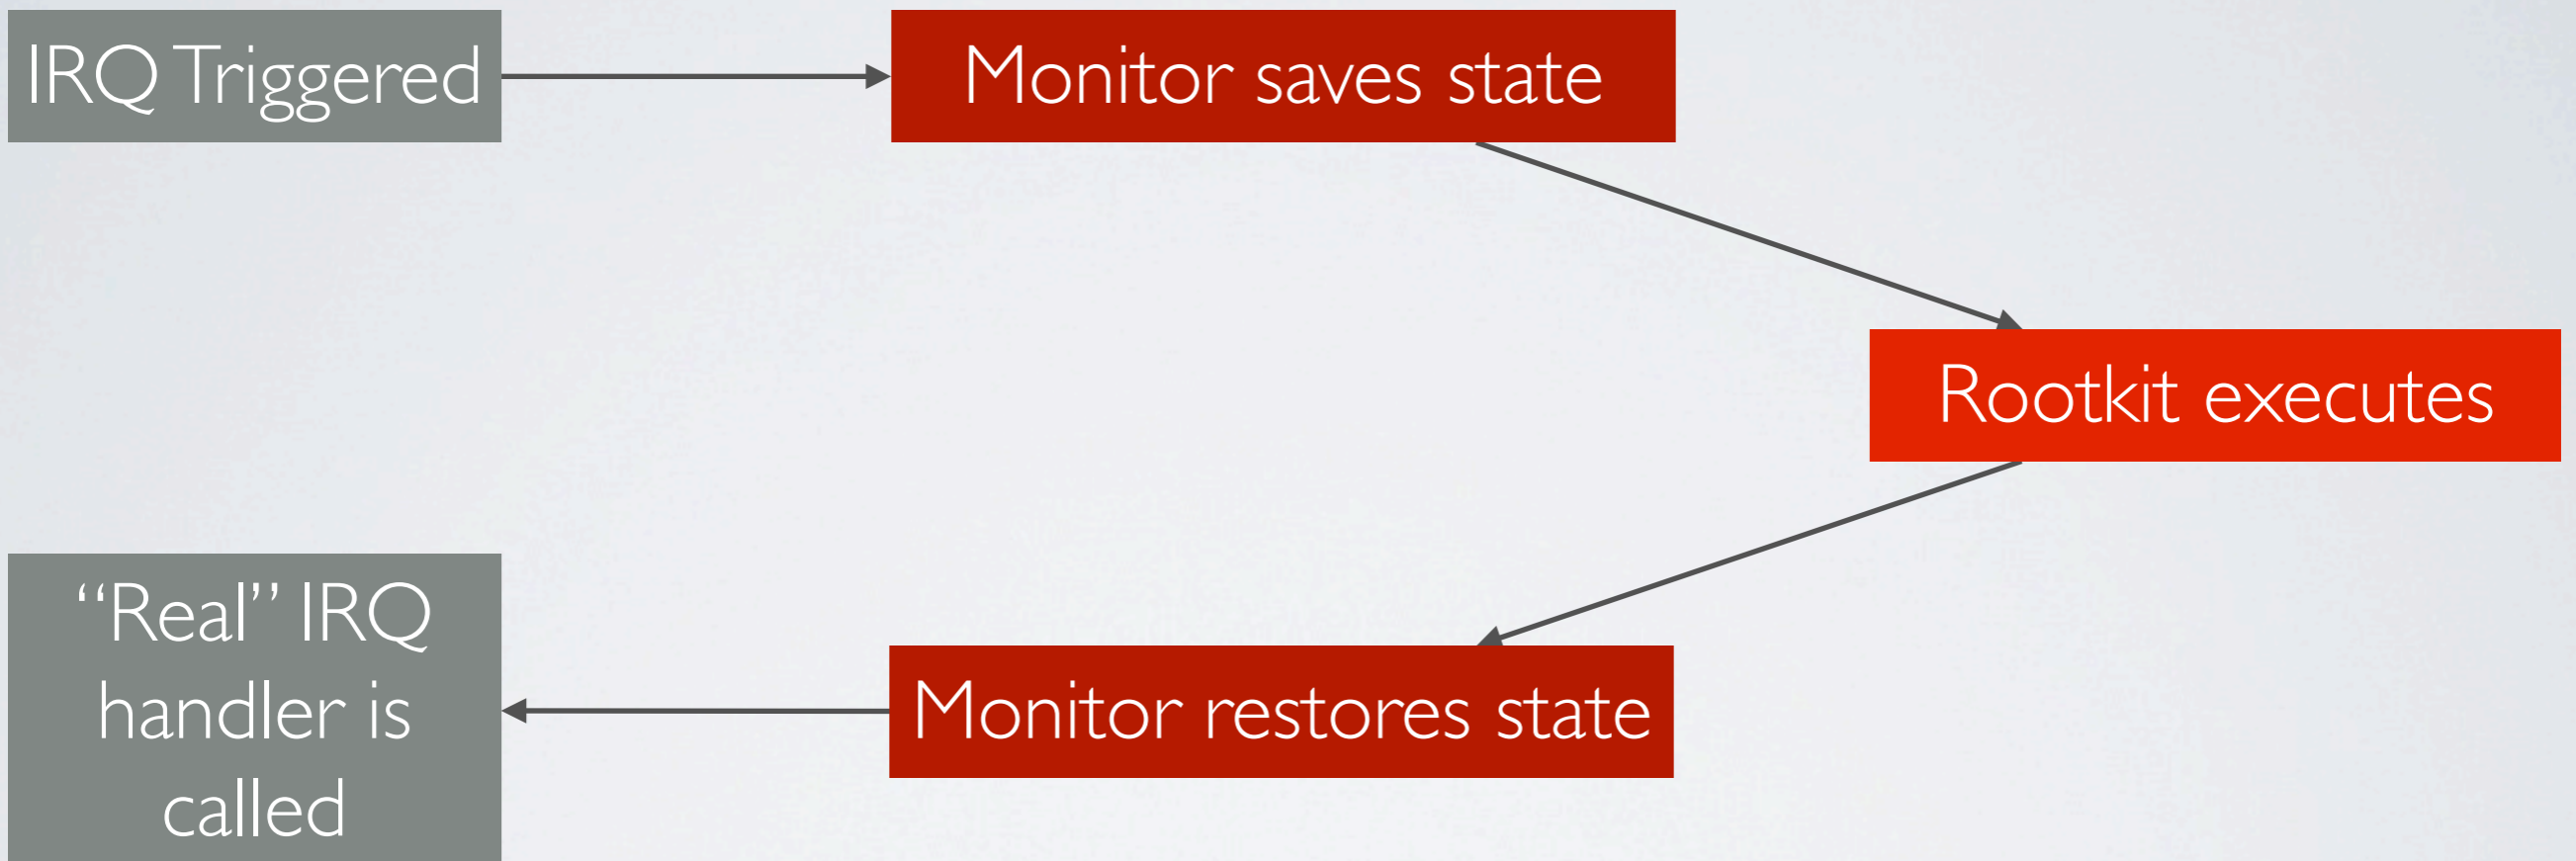 IRQ Triggered
Monitor saves state
Rootkit executes
Monitor restores state
“Real” IRQ
handler is
called